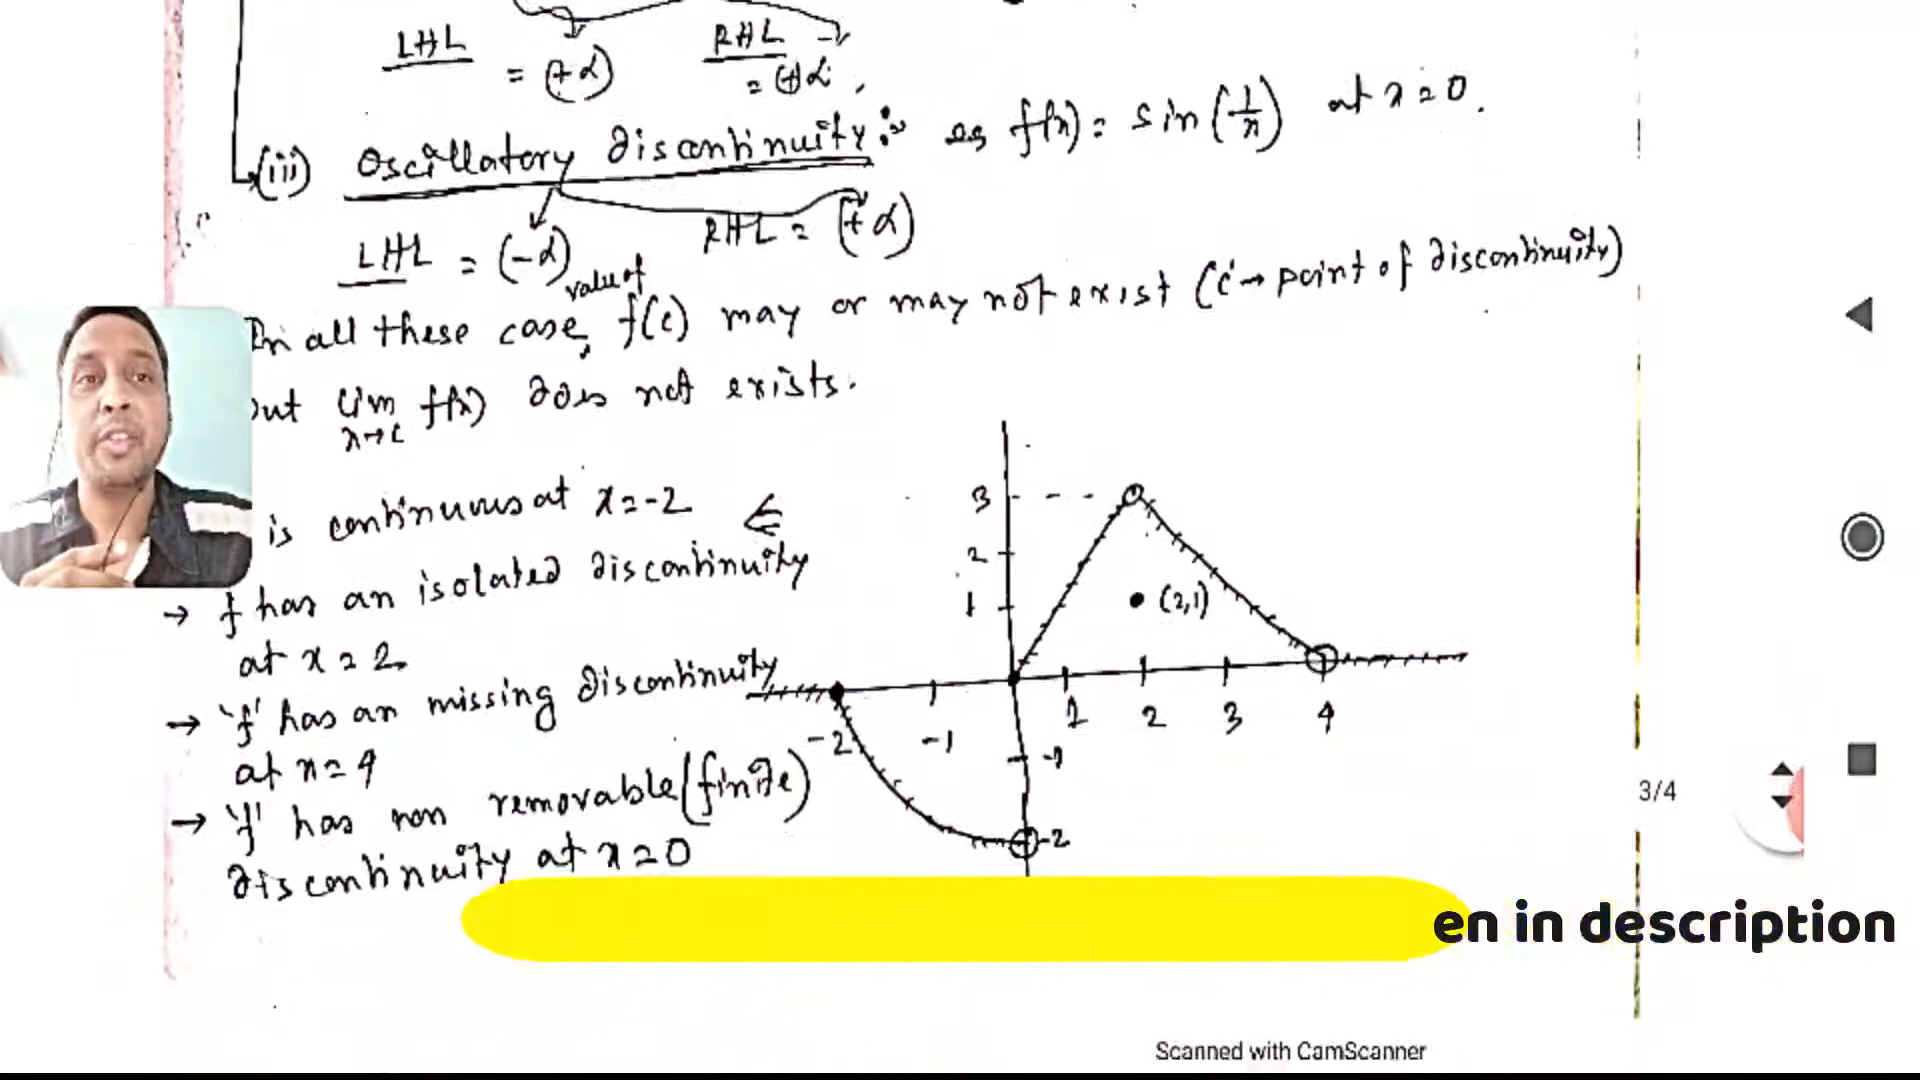 LHL = (+α) RHL = (+)α,
(iii) Oscillatory discontinuity: eg f(x) = sin(1/x) at x = 0.
LHL = (-α) RHL = (+α)
In all these case, value of f(c) may or may not exist (c → point of discontinuity)
but lim x→c f(x) does not exists.
is continuous at x = -2
→ f has an isolated discontinuity
at x = 2
→ 'f' has an missing discontinuity
at x = 4
→ 'f' has non removable (finite)
discontinuity at x = 0
3
2
1
(2,1)
-2 -1 1 2 3 4
-1
-2
3/4
en in description
Scanned with CamScanner